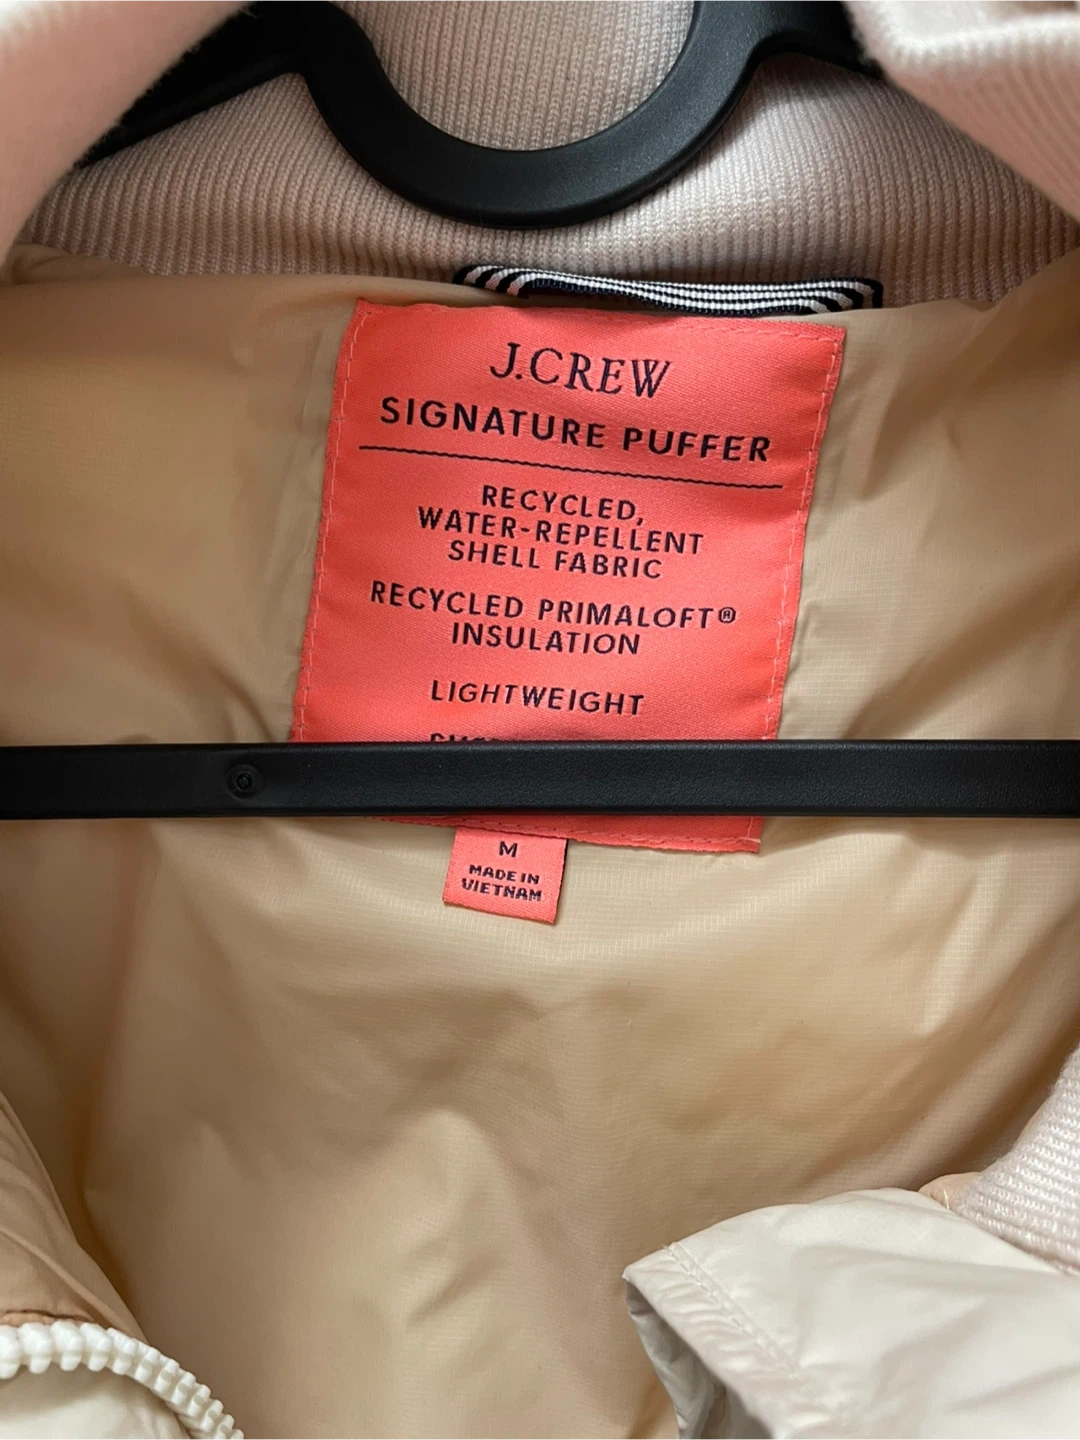 J.CREW
SIGNATURE PUFFER
RECYCLED,
WATER-REPELLENT
SHELL FABRIC
RECYCLED PRIMALOFT®
INSULATION
LIGHTWEIGHT
M
MADE IN
VIETNAM